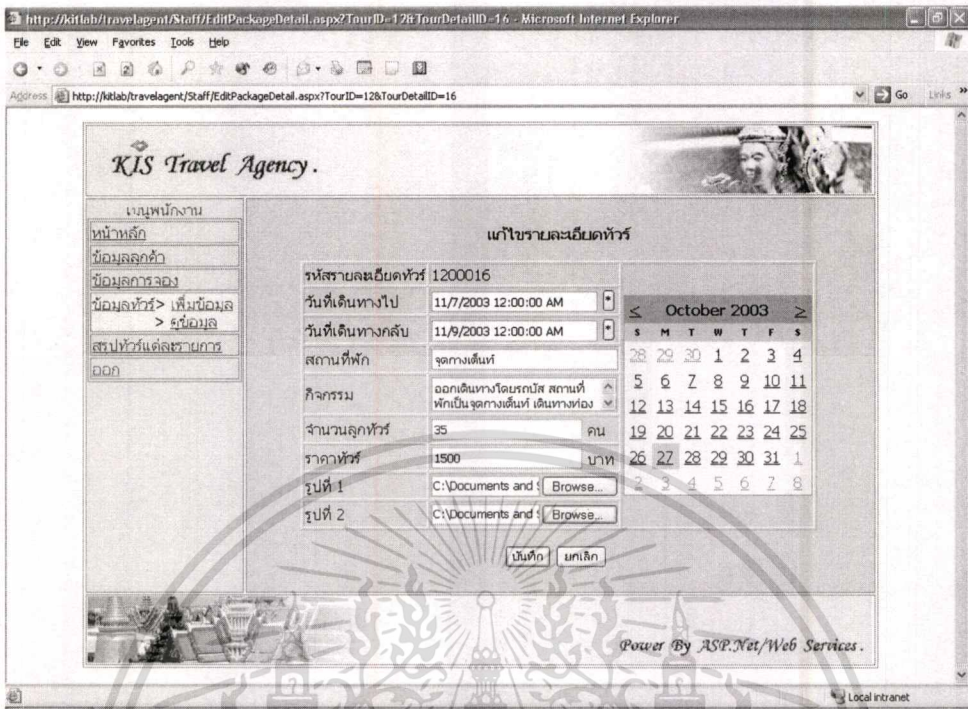 http://kitlab/travelagent/Staff/EditPackageDetail.aspx?TourID=12&TourDetailID=16 - Microsoft Internet Explorer
File Edit View Favorites Tools Help
Address http://kitlab/travelagent/Staff/EditPackageDetail.aspx?TourID=12&TourDetailID=16 Go Links »
KIS Travel Agency.
เมนูพนักงาน
หน้าหลัก
ข้อมูลลูกค้า
ข้อมูลการจอง
ข้อมูลทัวร์> เพิ่มข้อมูล
> ดูข้อมูล
สรุปทัวร์แต่ละรายการ
ออก
แก้ไขรายละเอียดทัวร์
รหัสรายละเอียดทัวร์ 1200016
วันที่เดินทางไป 11/7/2003 12:00:00 AM *
วันที่เดินทางกลับ 11/9/2003 12:00:00 AM *
สถานที่พัก จุดกางเต็นท์
กิจกรรม ออกเดินทางโดยรถบัส สถานที่
พักเป็นจุดกางเต็นท์ เดินทางท่อง
จำนวนลูกทัวร์ 35 คน
ราคาทัวร์ 1500 บาท
รูปที่ 1 C:\Documents and S Browse...
รูปที่ 2 C:\Documents and S Browse...
< October 2003 >
S M T W T F S
28 29 30 1 2 3 4
5 6 7 8 9 10 11
12 13 14 15 16 17 18
19 20 21 22 23 24 25
26 27 28 29 30 31 1
2 3 4 5 6 7 8
บันทึก ยกเลิก
Power By ASP.Net/Web Services.
Local intranet